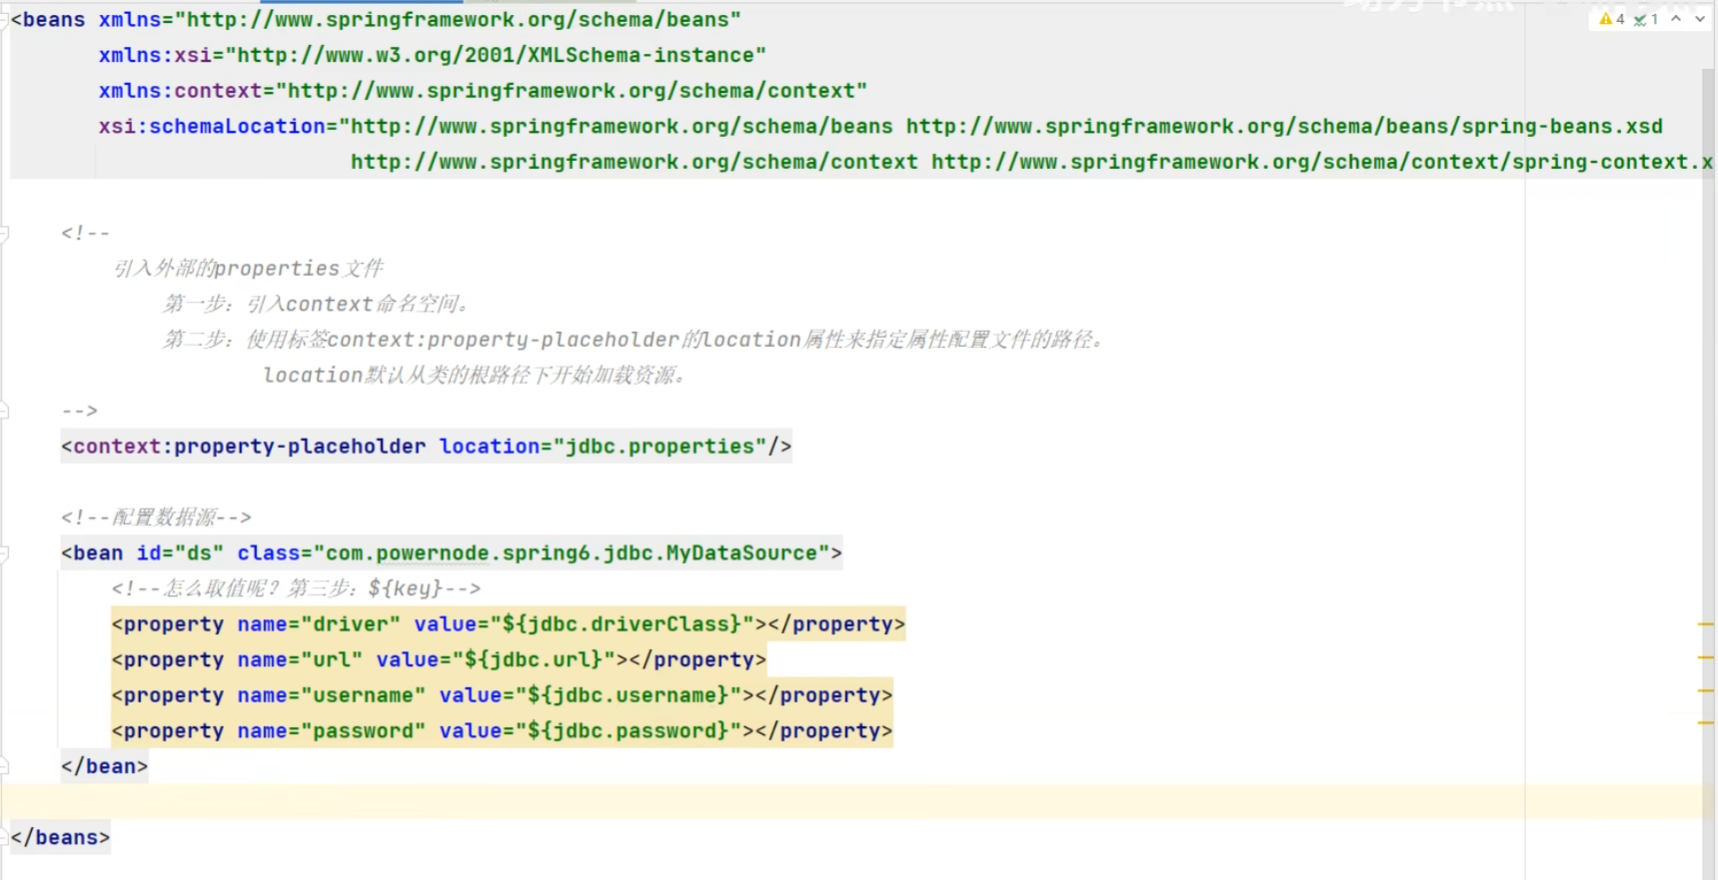 <beans xmlns="http://www.springframework.org/schema/beans"
xmlns:xsi="http://www.w3.org/2001/XMLSchema-instance"
xmlns:context="http://www.springframework.org/schema/context"
xsi:schemaLocation="http://www.springframework.org/schema/beans http://www.springframework.org/schema/beans/spring-beans.xsd
http://www.springframework.org/schema/context http://www.springframework.org/schema/context/spring-context.x
4 1
<!--
引入外部的properties文件
第一步：引入context命名空间。
第二步：使用标签context:property-placeholder的location属性来指定属性配置文件的路径。
location默认从类的根路径下开始加载资源。
-->
<context:property-placeholder location="jdbc.properties"/>
<!--配置数据源-->
<bean id="ds" class="com.powernode.spring6.jdbc.MyDataSource">
<!--怎么取值呢？第三步：${key}-->
<property name="driver" value="${jdbc.driverClass}"></property>
<property name="url" value="${jdbc.url}"></property>
<property name="username" value="${jdbc.username}"></property>
<property name="password" value="${jdbc.password}"></property>
</bean>
</beans>